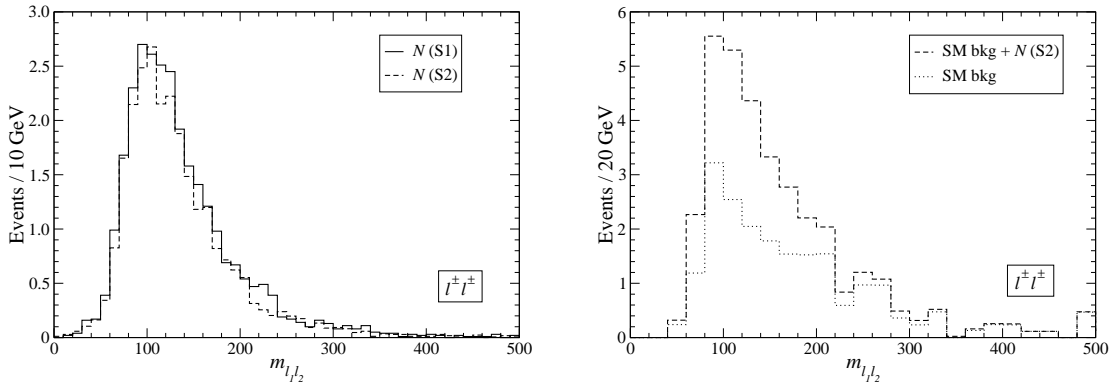 3.0
2.5
2.0
1.5
1.0
0.5
0
Events / 10 GeV
N (S1)
N (S2)
l±l±
0 100 200 300 400 500
m_{l_1l_2}
6
5
4
3
2
1
0
Events / 20 GeV
SM bkg + N (S2)
SM bkg
l±l±
0 100 200 300 400 500
m_{l_1l_2}